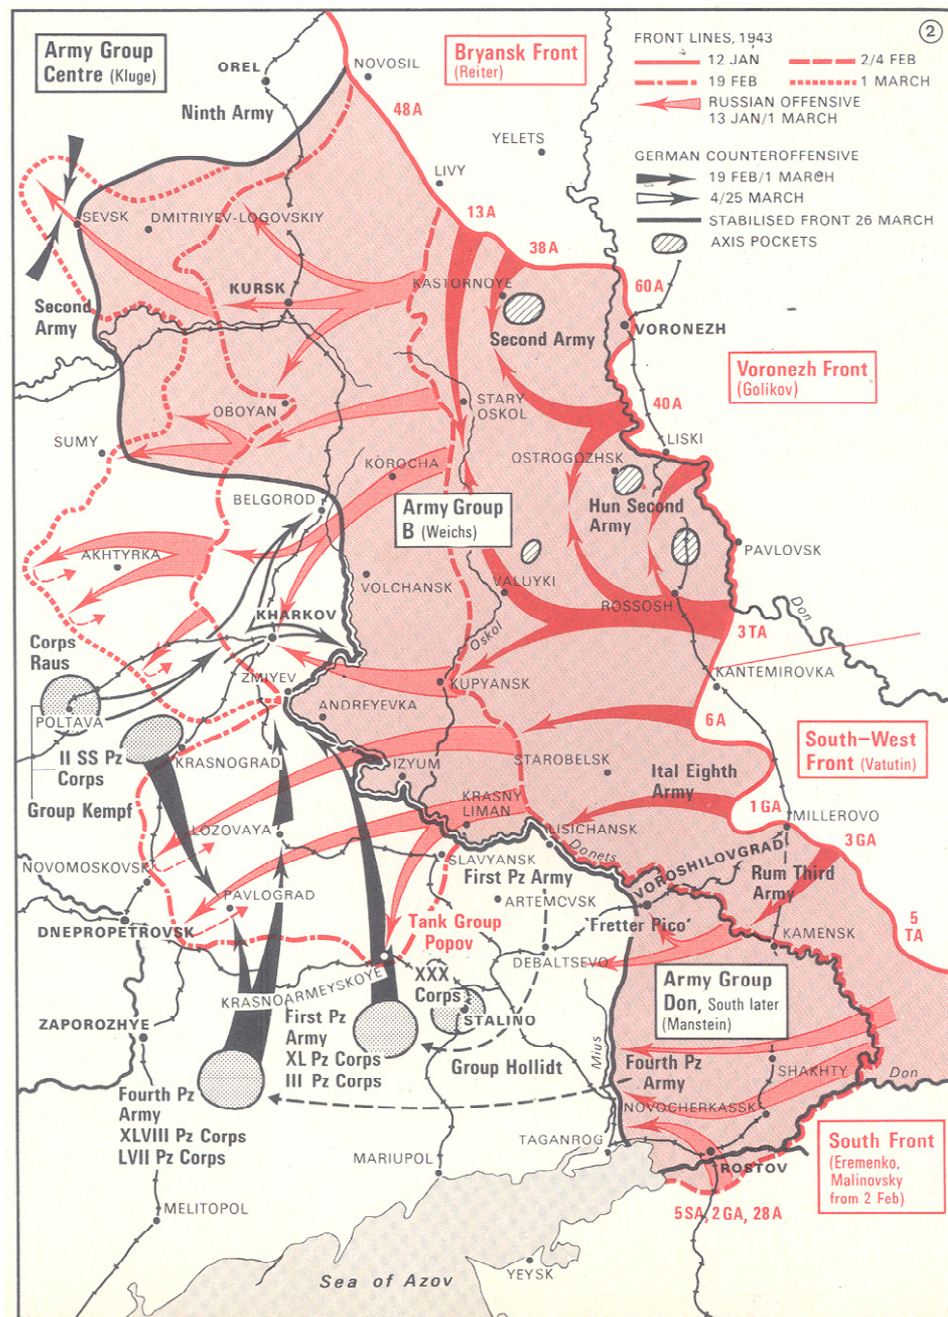 2
Army Group
Centre (Kluge)
Bryansk Front
(Reiter)
FRONT LINES, 1943
12 JAN
2/4 FEB
19 FEB
1 MARCH
RUSSIAN OFFENSIVE
13 JAN/1 MARCH
GERMAN COUNTEROFFENSIVE
19 FEB/1 MARCH
4/25 MARCH
STABILISED FRONT 26 MARCH
AXIS POCKETS
OREL
NOVOSIL
Ninth Army
48A
YELETS
LIVY
SEVSK
DMITRIYEV-LOGOVSKIY
13A
38A
KASTORNOYE
60A
KURSK
Second
Army
Second Army
VORONEZH
Voronezh Front
(Golikov)
OBOYAN
STARY
OSKOL
40A
LISKI
SUMY
KOROCHA
OSTROGOZHSK
BELGOROD
Army Group
B (Weichs)
Hun Second
Army
AKHTYRKA
PAVLOVSK
VOLCHANSK
VALUYKI
ROSSOSH
Don
KHARKOV
Oskol
3 TA
Corps
Raus
ZMIYEV
KUPYANSK
KANTEMIROVKA
POLTAVA
ANDREYEVKA
6A
II SS Pz
Corps
KRASNOGRAD
IZYUM
STAROBELSK
South-West
Front (Vatutin)
Ital Eighth
Army
Group Kempf
KRASNY
LIMAN
1GA
MILLEROVO
LOZOVAYA
LISICHANSK
3GA
NOVOMOSKOVSK
SLAVYANSK
Donets
VOROSHILOVGRAD
First Pz Army
Rum Third
Army
PAVLOGRAD
ARTEMOVSK
DNEPROPETROVSK
Tank Group
Popov
'Fretter Pico'
5
TA
KAMENSK
DEBALTSEVO
KRASNOARMEYSKOYE
XXX
Corps
Army Group
Don, South later
(Manstein)
ZAPOROZHYE
First Pz
Army
XL Pz Corps
III Pz Corps
STALINO
Group Hollidt
Mius
Fourth Pz
Army
SHAKHTY
Don
Fourth Pz
Army
XLVIII Pz Corps
LVII Pz Corps
NOVOCHERKASSK
TAGANROG
MARIUPOL
ROSTOV
South Front
(Eremenko,
Malinovsky
from 2 Feb)
MELITOPOL
5SA, 2GA, 28A
Sea of Azov
YEYSK